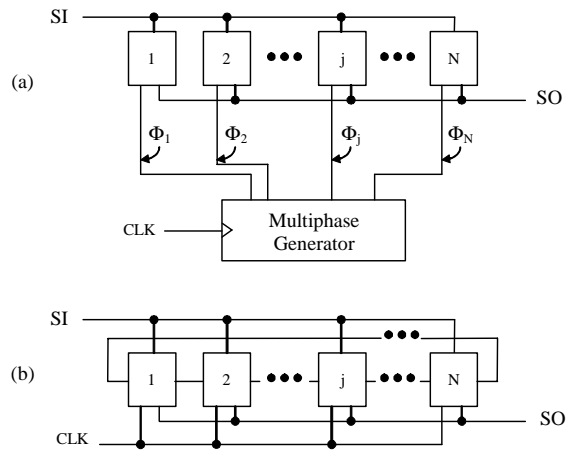 SI
1 2 ●●● j ●●● N
(a)
SO
Φ1 Φ2 Φj ΦN
CLK
Multiphase
Generator
SI
●●●
(b)
1 2 ●●● j ●●● N
SO
CLK